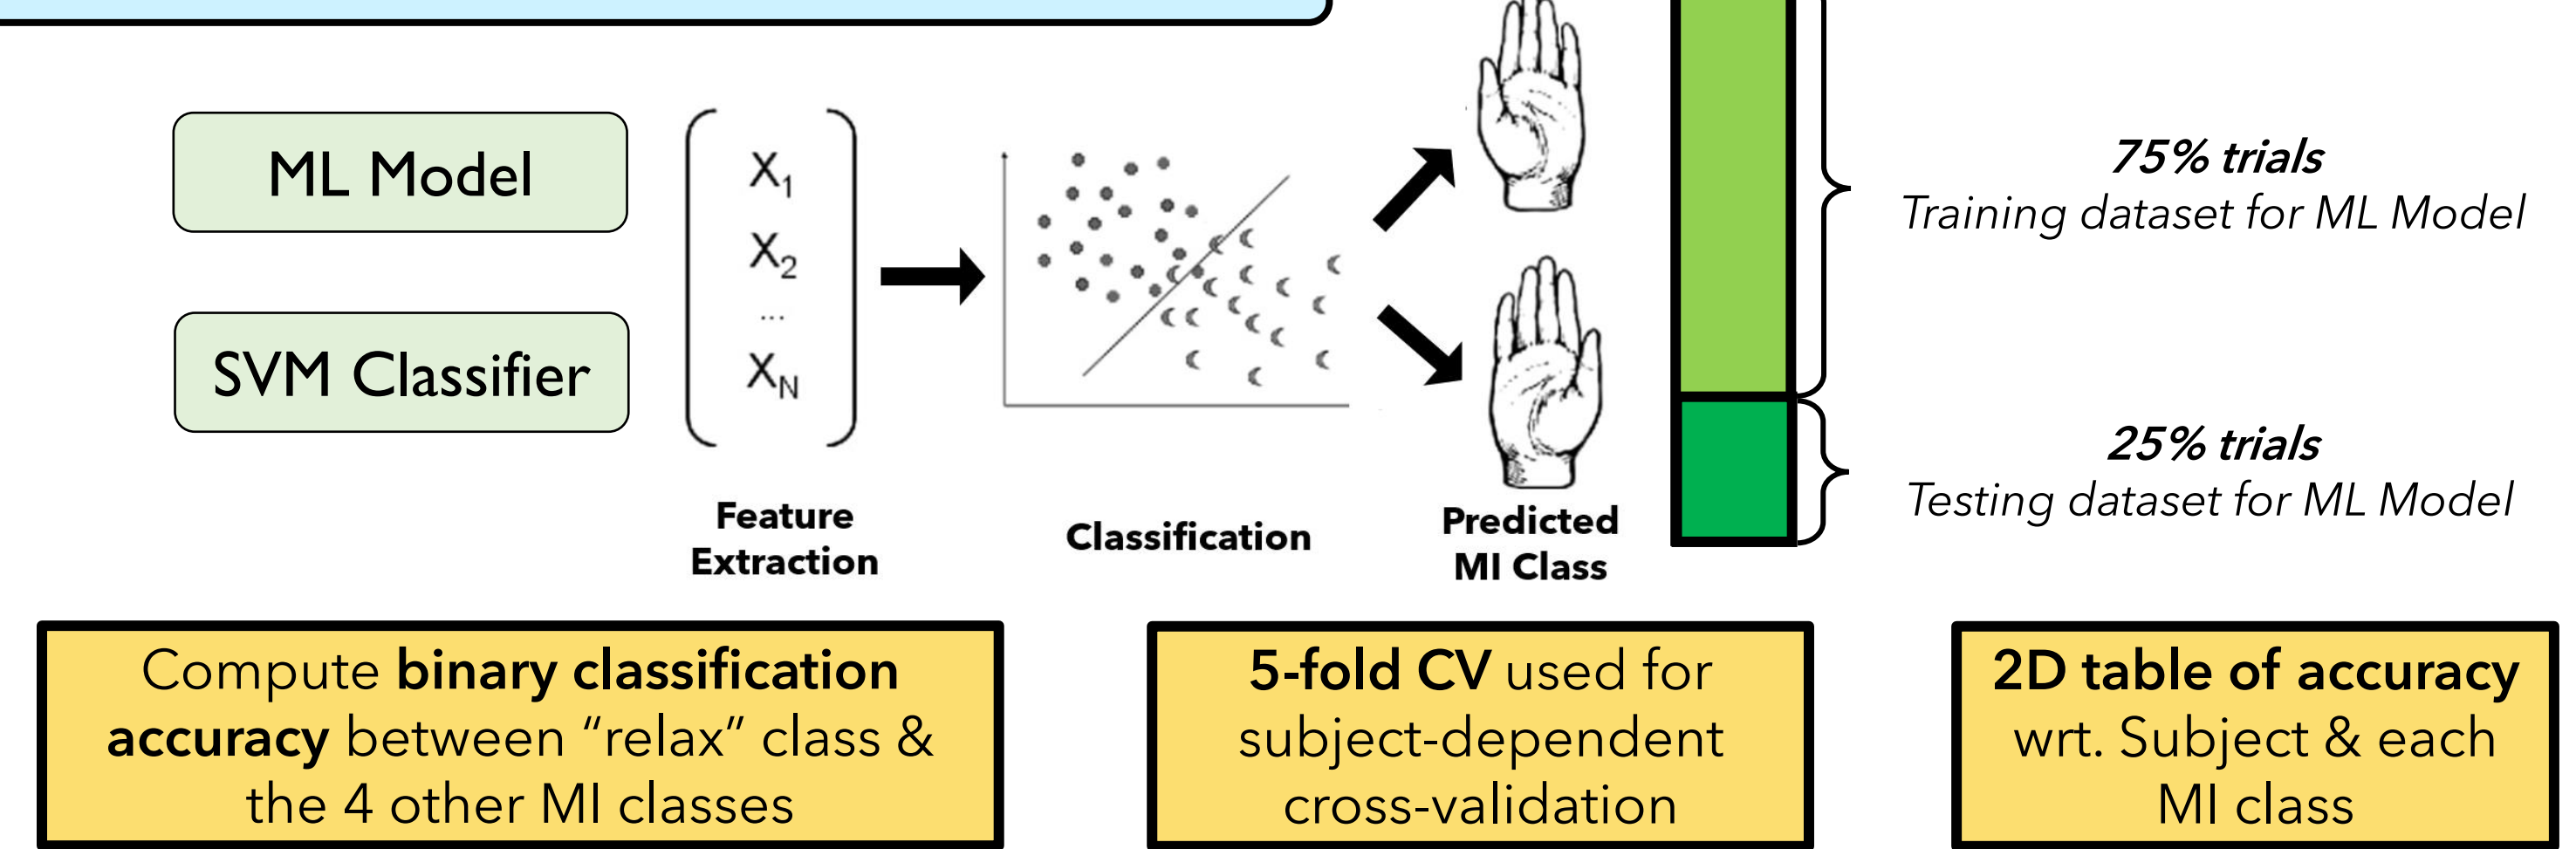 ML Model
SVM Classifier
X1
X2
...
XN
Feature
Extraction
Classification
Predicted
MI Class
75% trials
Training dataset for ML Model
25% trials
Testing dataset for ML Model
Compute binary classification
accuracy between “relax” class &
the 4 other MI classes
5-fold CV used for
subject-dependent
cross-validation
2D table of accuracy
wrt. Subject & each
MI class